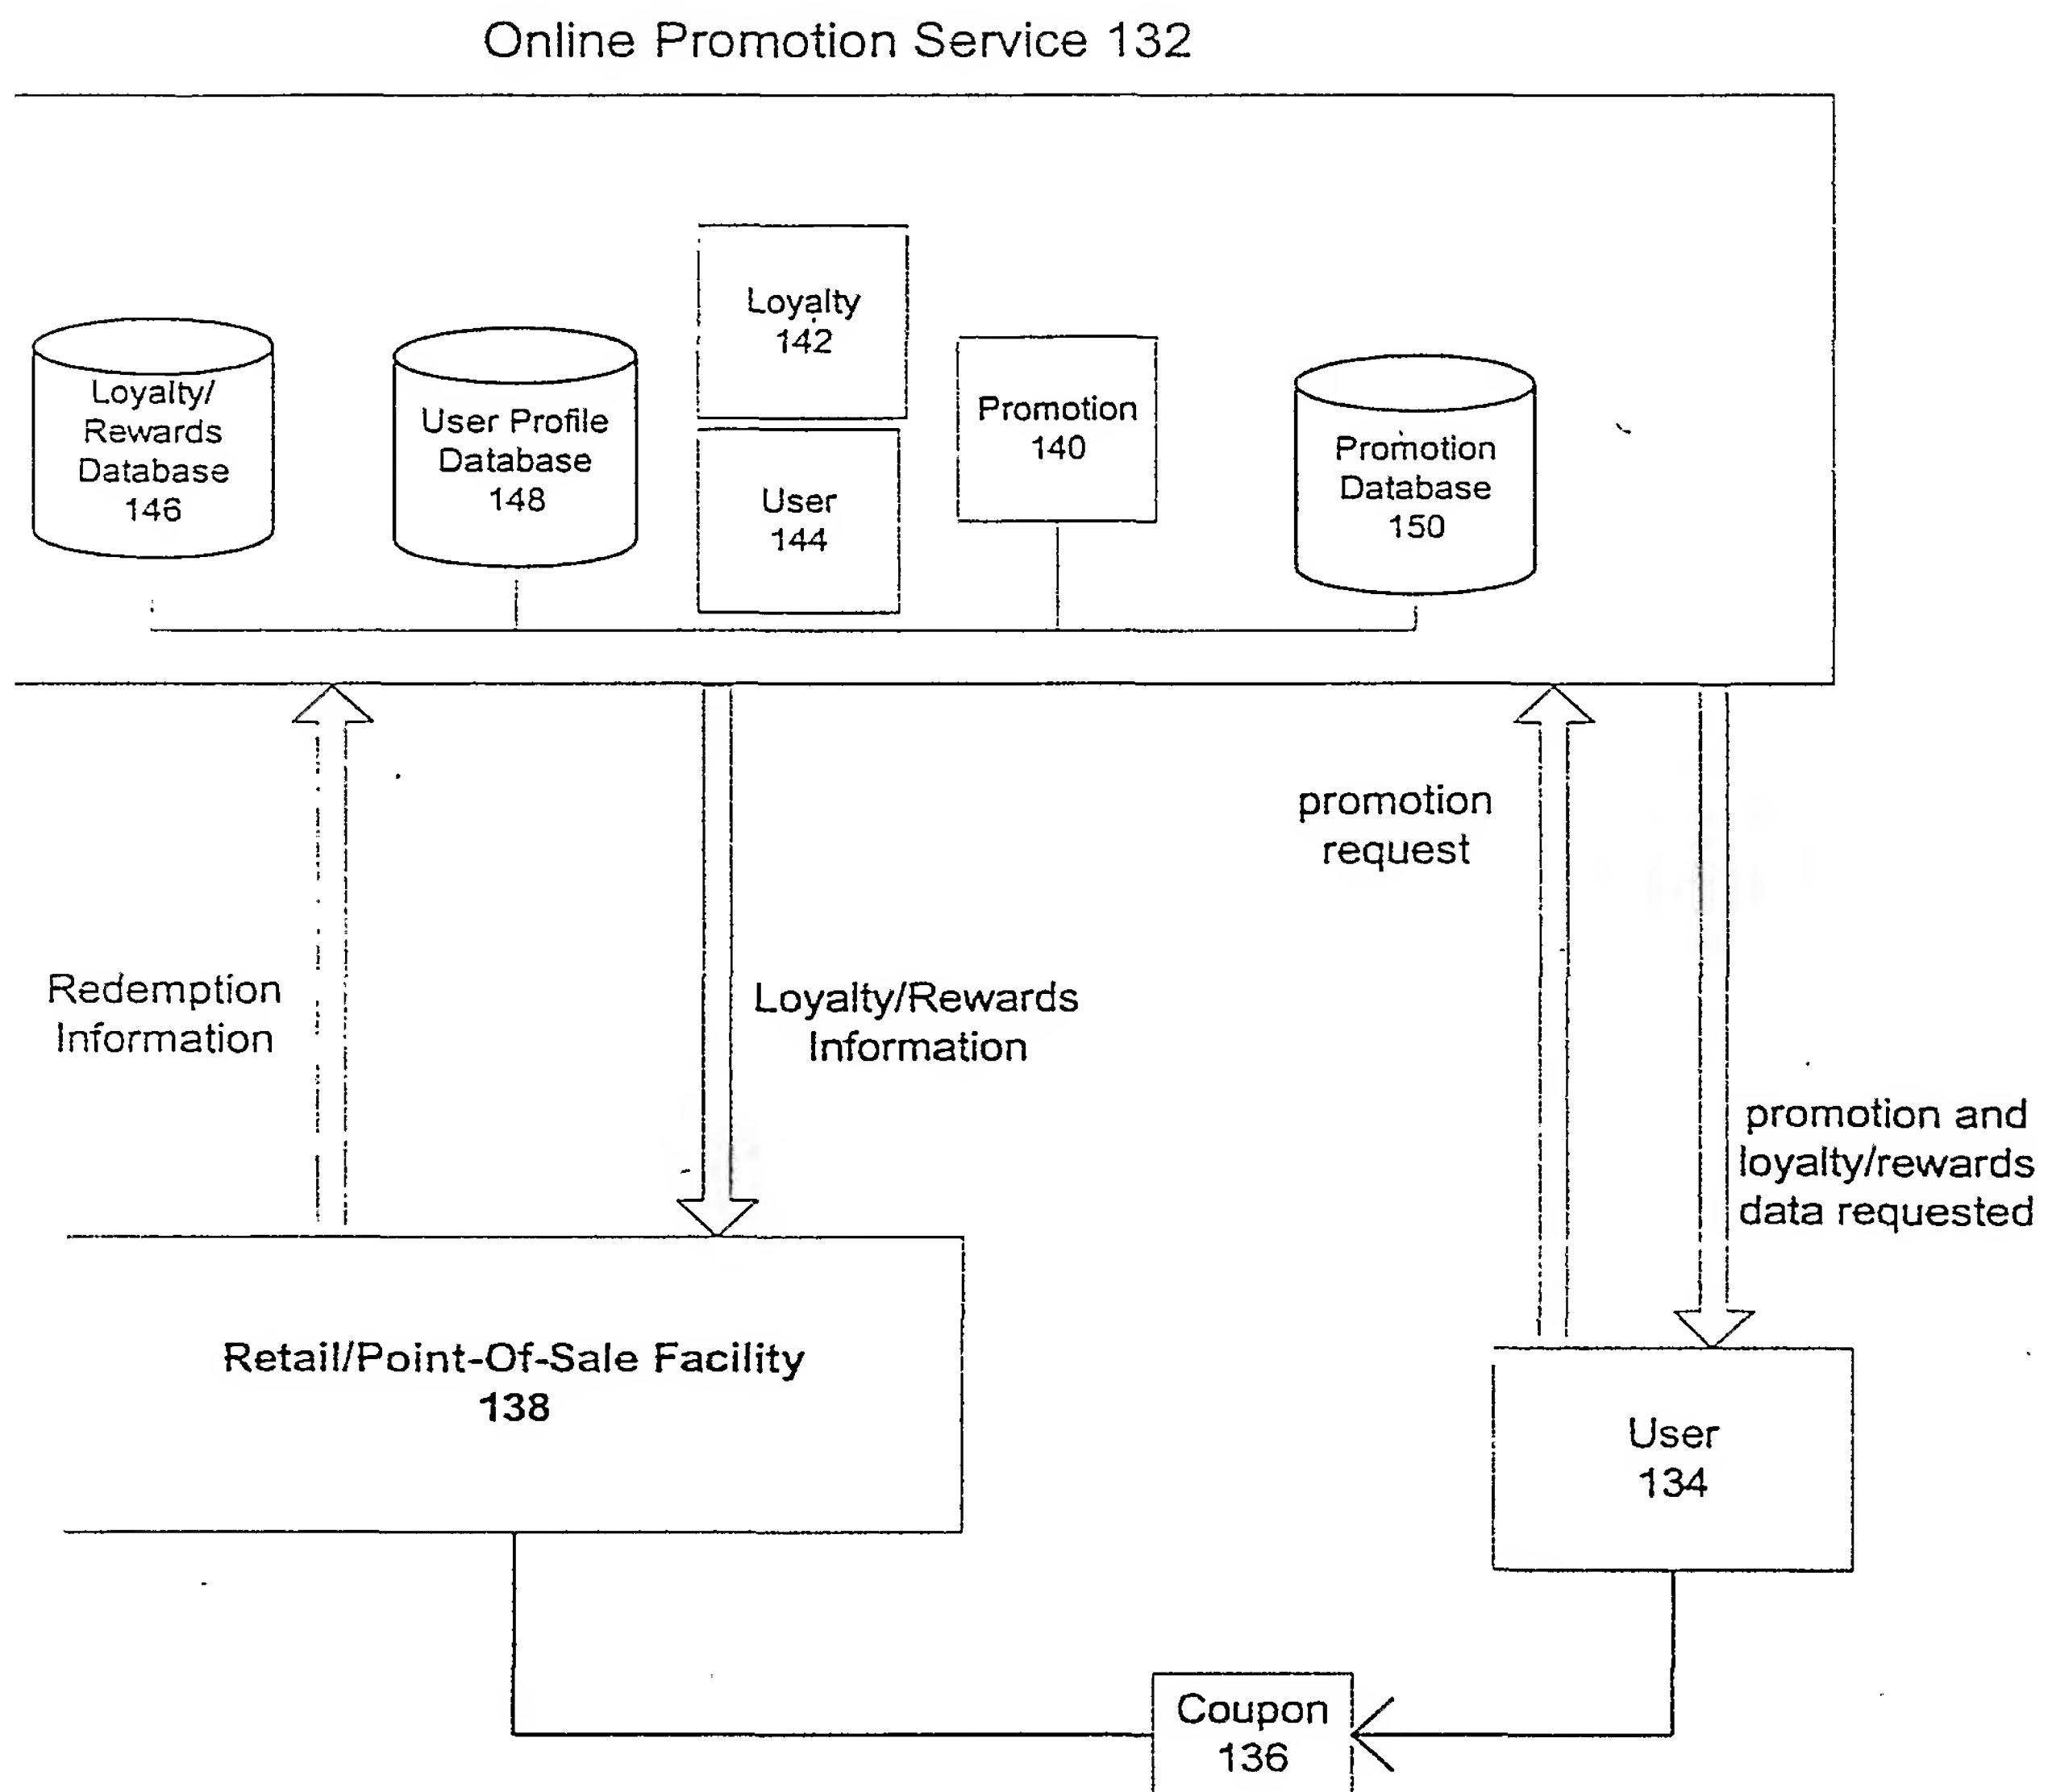 Online Promotion Service 132
Loyalty
142
Loyalty/
Rewards
Database
146
User Profile
Database
148
User
144
Promotion
140
Promotion
Database
150
promotion
request
Redemption
Information
Loyalty/Rewards
Information
promotion and
loyalty/rewards
data requested
Retail/Point-Of-Sale Facility
138
User
134
Coupon
136